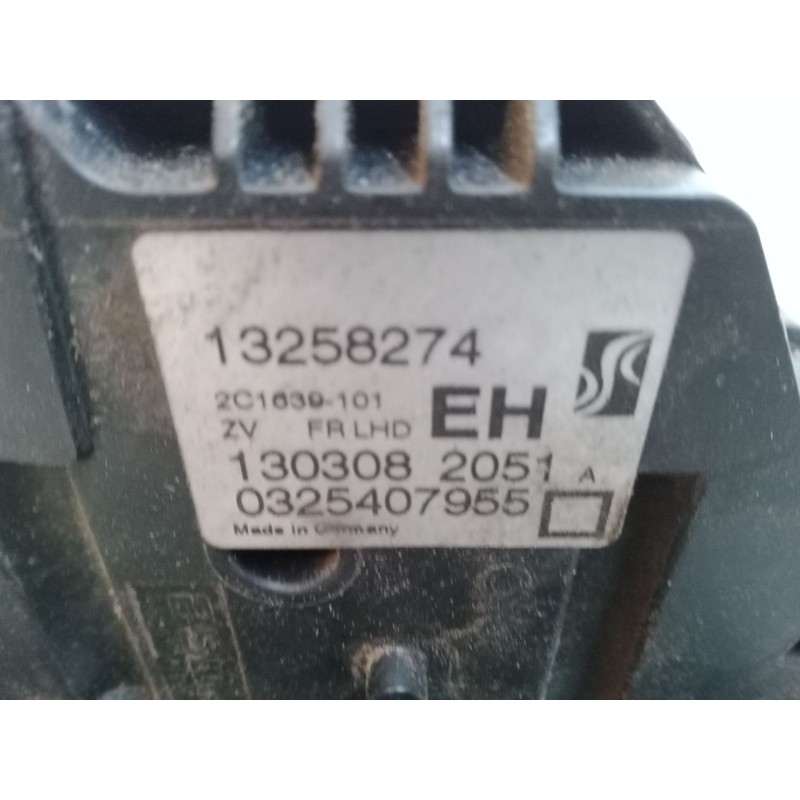 13258274
2C1639-101
EH
ZV FR LHD
130308 2051
A
0325407955
Made in Germany